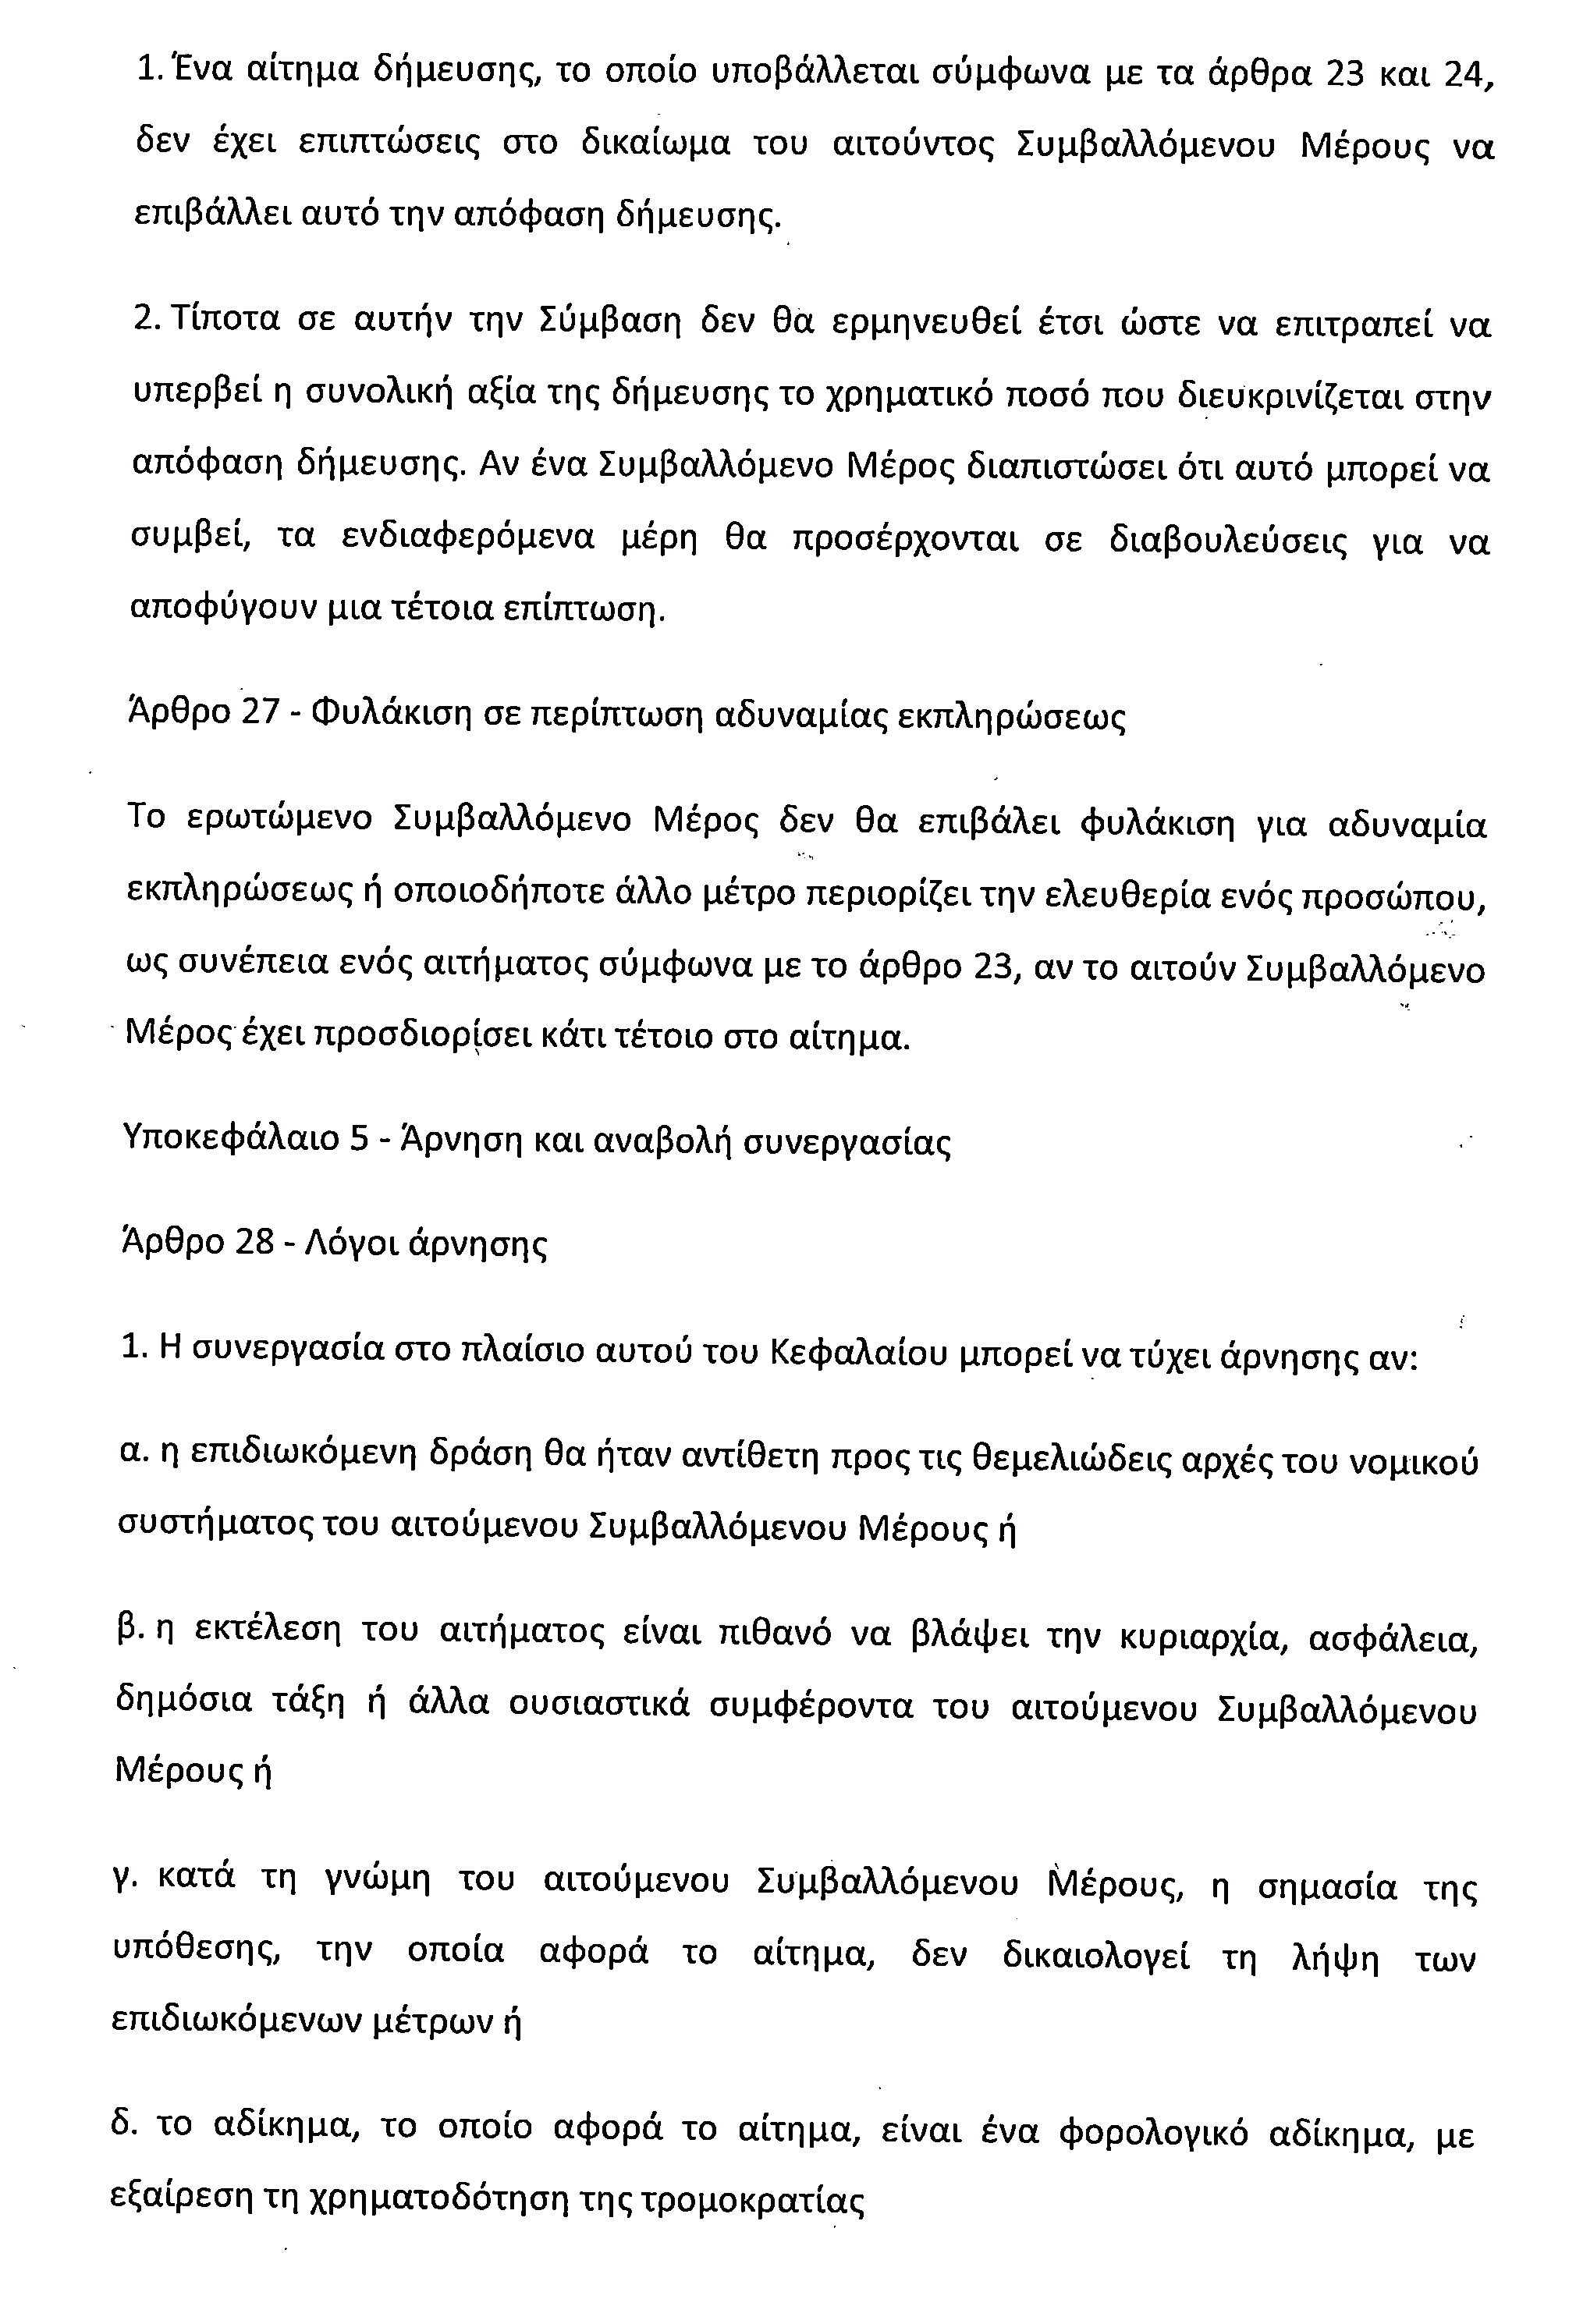 1. Ένα αίτημα δήμευσης, το οποίο υποβάλλεται σύμφωνα με τα άρθρα 23 και 24,
δεν έχει επιπτώσεις στο δικαίωμα του αιτούντος Συμβαλλόμενου Μέρους να
επιβάλλει αυτό την απόφαση δήμευσης.
2. Τίποτα σε αυτήν την Σύμβαση δεν θα ερμηνευθεί έτσι ώστε να επιτραπεί να
υπερβεί η συνολική αξία της δήμευσης το χρηματικό ποσό που διευκρινίζεται στην
απόφαση δήμευσης. Αν ένα Συμβαλλόμενο Μέρος διαπιστώσει ότι αυτό μπορεί να
συμβεί, τα ενδιαφερόμενα μέρη θα προσέρχονται σε διαβουλεύσεις για να
αποφύγουν μια τέτοια επίπτωση.
Άρθρο 27 - Φυλάκιση σε περίπτωση αδυναμίας εκπληρώσεως
Το ερωτώμενο Συμβαλλόμενο Μέρος δεν θα επιβάλει φυλάκιση για αδυναμία
εκπληρώσεως ή οποιοδήποτε άλλο μέτρο περιορίζει την ελευθερία ενός προσώπου,
ως συνέπεια ενός αιτήματος σύμφωνα με το άρθρο 23, αν το αιτούν Συμβαλλόμενο
Μέρος έχει προσδιορίσει κάτι τέτοιο στο αίτημα.
Υποκεφάλαιο 5 - Άρνηση και αναβολή συνεργασίας
Άρθρο 28 - Λόγοι άρνησης
1. Η συνεργασία στο πλαίσιο αυτού του Κεφαλαίου μπορεί να τύχει άρνησης αν:
α. η επιδιωκόμενη δράση θα ήταν αντίθετη προς τις θεμελιώδεις αρχές του νομικού
συστήματος του αιτούμενου Συμβαλλόμενου Μέρους ή
β. η εκτέλεση του αιτήματος είναι πιθανό να βλάψει την κυριαρχία, ασφάλεια,
δημόσια τάξη ή άλλα ουσιαστικά συμφέροντα του αιτούμενου Συμβαλλόμενου
Μέρους ή
γ. κατά τη γνώμη του αιτούμενου Συμβαλλόμενου Μέρους, η σημασία της
υπόθεσης, την οποία αφορά το αίτημα, δεν δικαιολογεί τη λήψη των
επιδιωκόμενων μέτρων ή
δ. το αδίκημα, το οποίο αφορά το αίτημα, είναι ένα φορολογικό αδίκημα, με
εξαίρεση τη χρηματοδότηση της τρομοκρατίας